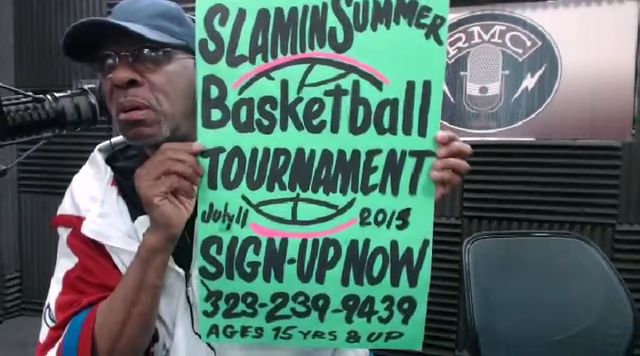 SLAMIN SUMMER
Basketball
TOURNAMENT
July 11 2015
SIGN-UP NOW
323-239-9439
AGES 15 YRS & UP
RMC